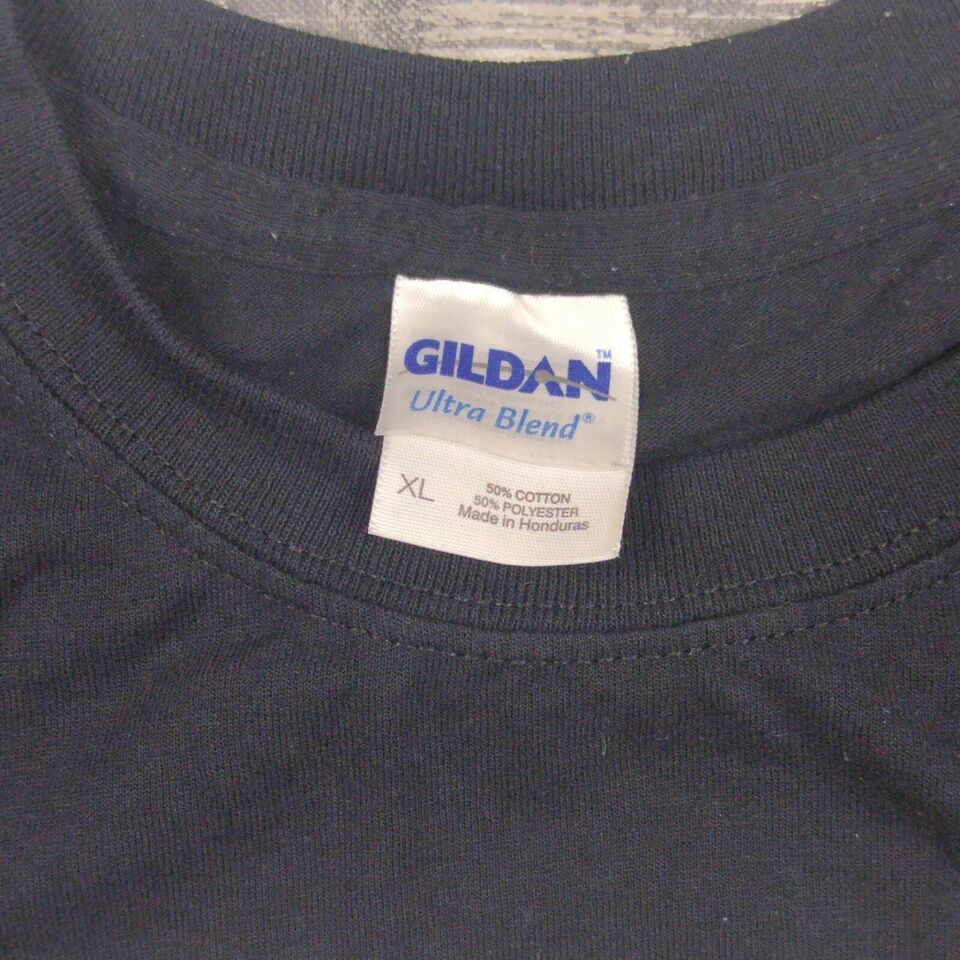 GILDAN™
Ultra Blend®
XL
50% COTTON
50% POLYESTER
Made in Honduras